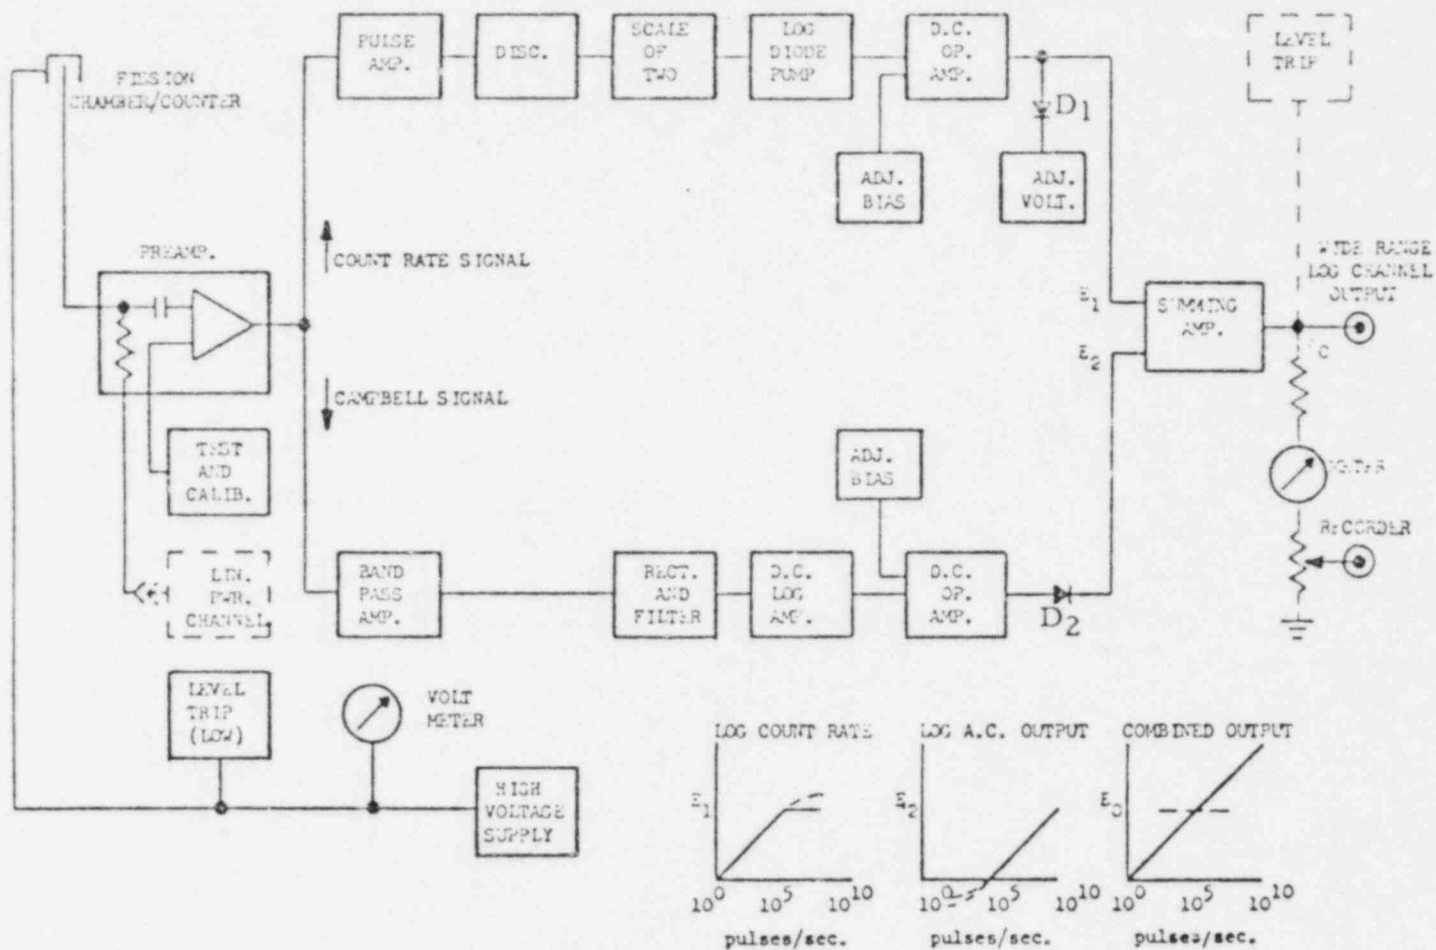 PULSE
AMP.
DISC.
SCALE
OF
TWO
LOG
DIODE
PUMP
D.C.
OP.
AMP.
LEVEL
TRIP
FISSION
CHAMBER/COUNTER
D1
ADJ.
BIAS
ADJ.
VOLT.
PREAMP.
COUNT RATE SIGNAL
WIDE RANGE
LOG CHANNEL
OUTPUT
E1
SUMMING
AMP.
E2
CAMPBELL SIGNAL
TEST
AND
CALIB.
ADJ.
BIAS
METER
RECORDER
LIN.
PWR.
CHANNEL
BAND
PASS
AMP.
RECT.
AND
FILTER
D.C.
LOG
AMP.
D.C.
OP.
AMP.
D2
LEVEL
TRIP
(LOW)
VOLT
METER
HIGH
VOLTAGE
SUPPLY
LOG COUNT RATE
E1
10^0 10^5 10^10
pulses/sec.
LOG A.C. OUTPUT
E2
10^0 10^5 10^10
pulses/sec.
COMBINED OUTPUT
E0
10^0 10^5 10^10
pulses/sec.